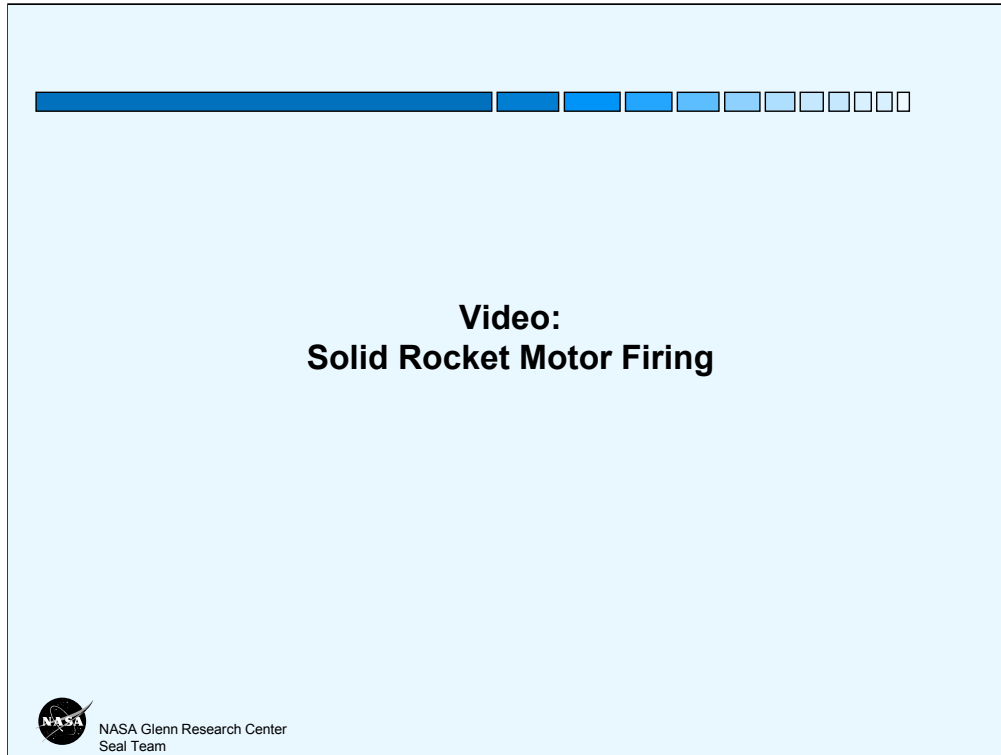 Video:
Solid Rocket Motor Firing
NASA
NASA Glenn Research Center
Seal Team